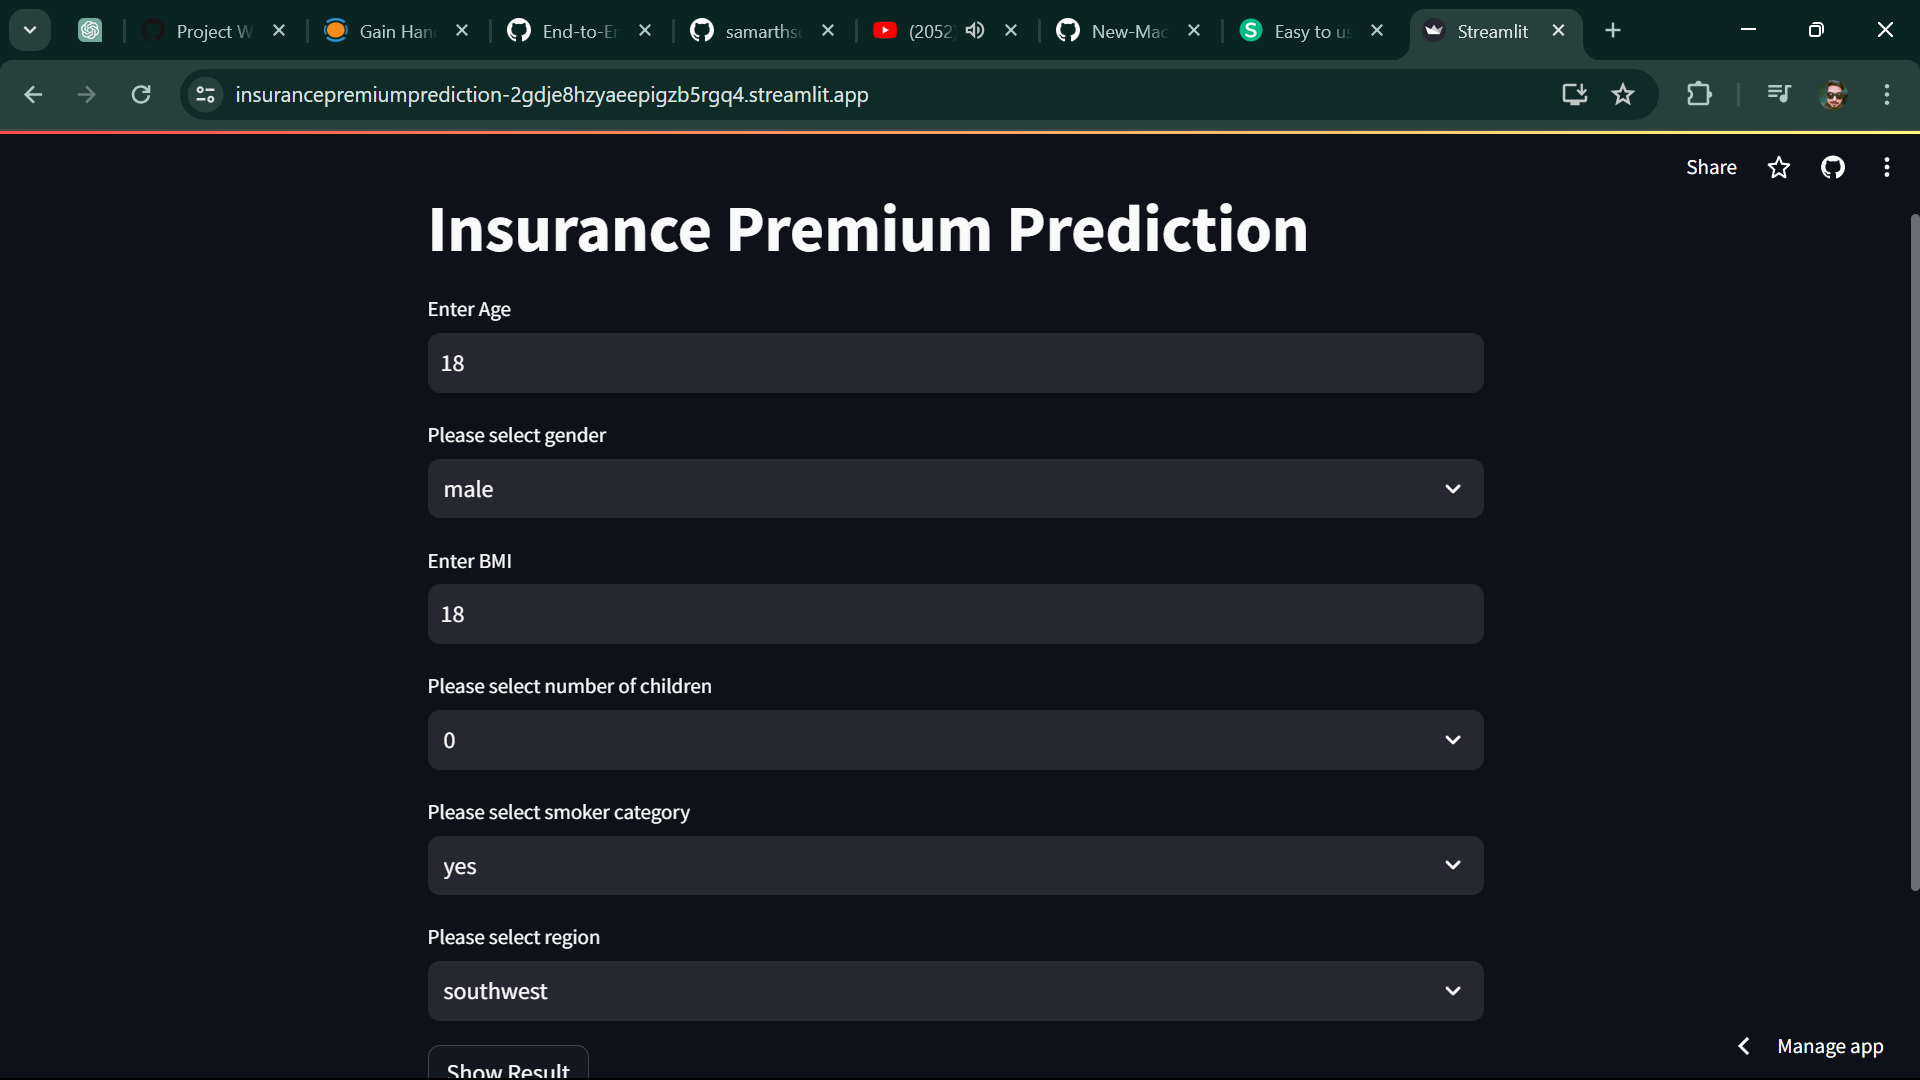 Project W
Gain Han
End-to-Er
samarths
(2052
New-Mac
Easy to us
Streamlit
insurancepremiumprediction-2gdje8hzyaeepigzb5rgq4.streamlit.app
Share
Insurance Premium Prediction
Enter Age
18
Please select gender
male
Enter BMI
18
Please select number of children
0
Please select smoker category
yes
Please select region
southwest
Show Result
Manage app